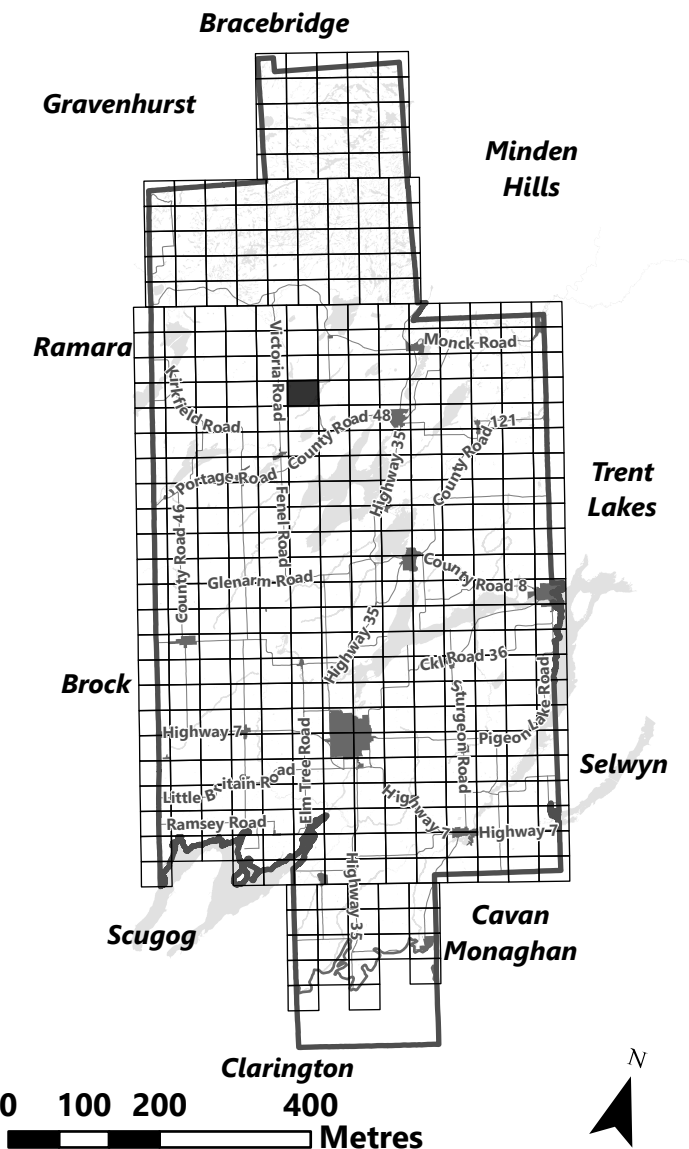 Bracebridge
Gravenhurst
Minden
Hills
Ramara
Monck Road
Victoria Road
Kirkfield Road
County Road 48
121
Highway 35
County Road
Portage Road
Trent
Lakes
Fenel Road
County Road 46
Glenarm Road
County Road 8
Highway 35
Ckl Road 36
Brock
Sturgeon Road
Pigeon Lake Road
Highway 7
Elm Tree Road
Selwyn
Little Britain Road
Highway 7
Ramsey Road
Highway 7
Highway 35
Scugog
Cavan
Monaghan
Clarington
N
0 100 200 400
Metres